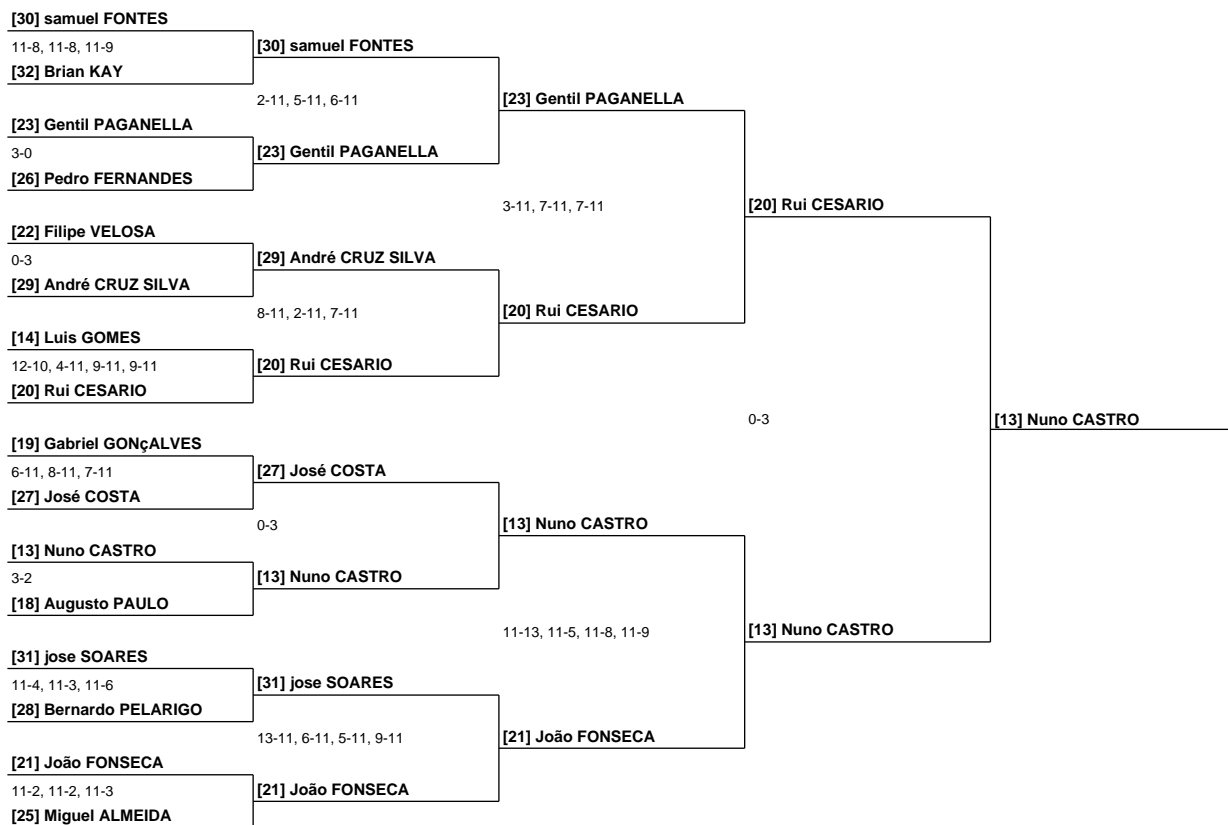 [30] samuel FONTES
11-8, 11-8, 11-9
[30] samuel FONTES
[32] Brian KAY
2-11, 5-11, 6-11
[23] Gentil PAGANELLA
[23] Gentil PAGANELLA
3-0
[23] Gentil PAGANELLA
[26] Pedro FERNANDES
3-11, 7-11, 7-11
[20] Rui CESARIO
[22] Filipe VELOSA
0-3
[29] André CRUZ SILVA
[29] André CRUZ SILVA
8-11, 2-11, 7-11
[20] Rui CESARIO
[14] Luis GOMES
12-10, 4-11, 9-11, 9-11
[20] Rui CESARIO
[20] Rui CESARIO
0-3
[13] Nuno CASTRO
[19] Gabriel GONçALVES
6-11, 8-11, 7-11
[27] José COSTA
[27] José COSTA
0-3
[13] Nuno CASTRO
[13] Nuno CASTRO
3-2
[13] Nuno CASTRO
[18] Augusto PAULO
11-13, 11-5, 11-8, 11-9
[13] Nuno CASTRO
[31] jose SOARES
11-4, 11-3, 11-6
[31] jose SOARES
[28] Bernardo PELARIGO
13-11, 6-11, 5-11, 9-11
[21] João FONSECA
[21] João FONSECA
11-2, 11-2, 11-3
[21] João FONSECA
[25] Miguel ALMEIDA